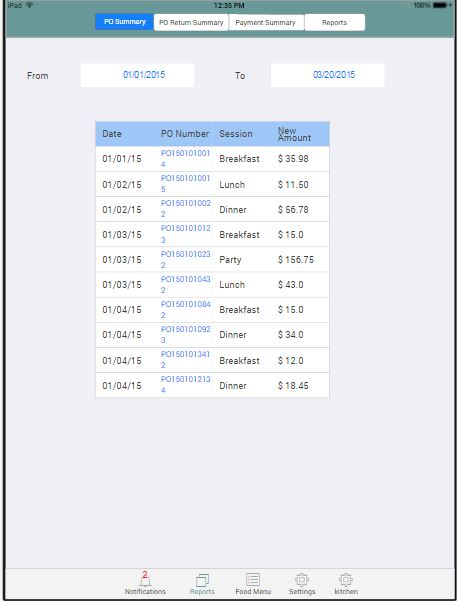 iPad 12:35 PM 100%
PO Summary PO Return Summary Payment Summary Reports
From 01/01/2015 To 03/20/2015
Date PO Number Session New Amount
01/01/15 PO1501010014 Breakfast $ 35.98
01/02/15 PO1501010015 Lunch $ 11.50
01/02/15 PO1501010022 Dinner $ 56.78
01/03/15 PO1501010123 Breakfast $ 15.0
01/03/15 PO1501010232 Party $ 156.75
01/03/15 PO1501010432 Lunch $ 43.0
01/04/15 PO1501010842 Breakfast $ 15.0
01/04/15 PO1501010923 Dinner $ 34.0
01/04/15 PO1501013412 Breakfast $ 12.0
01/04/15 PO1501012134 Dinner $ 18.45
2
Notifications Reports Food Menu Settings kitchen